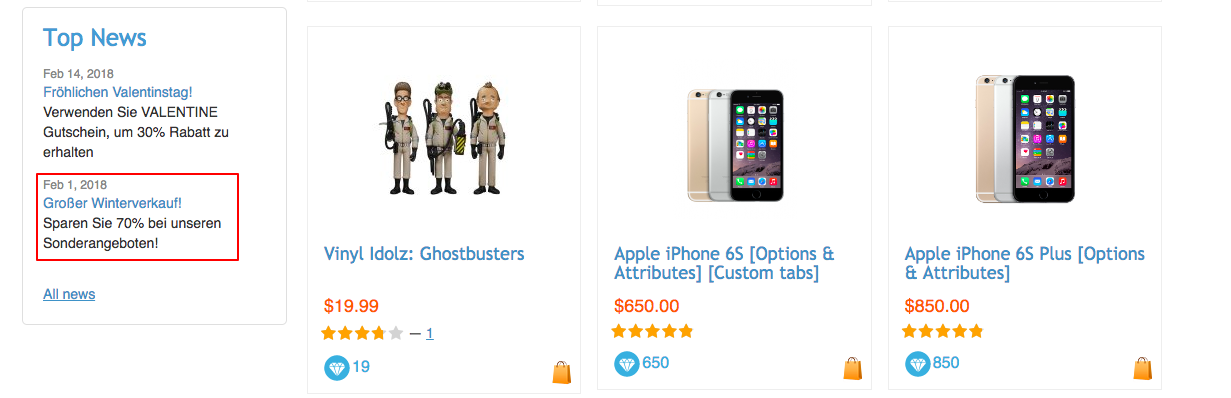 Top News
Feb 14, 2018
Fröhlichen Valentinstag!
Verwenden Sie VALENTINE
Gutschein, um 30% Rabatt zu
erhalten
Feb 1, 2018
Großer Winterverkauf!
Sparen Sie 70% bei unseren
Sonderangeboten!
All news
Vinyl Idolz: Ghostbusters
$19.99
— 1
19
Apple iPhone 6S [Options &
Attributes] [Custom tabs]
$650.00
650
Apple iPhone 6S Plus [Options
& Attributes]
$850.00
850